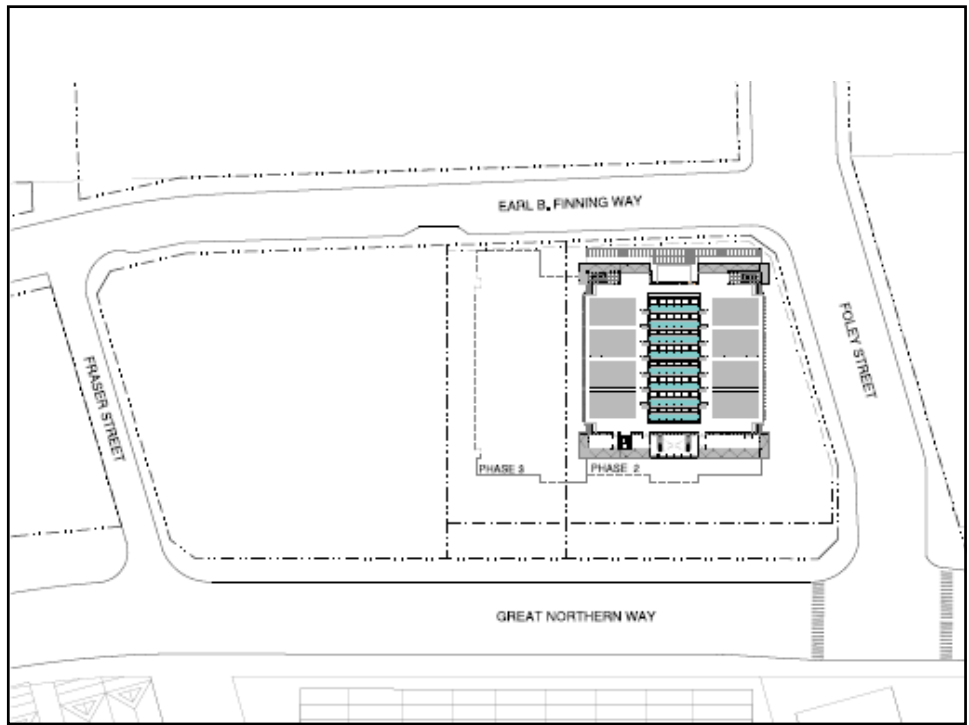 EARL B. FINNING WAY
FOLEY STREET
FRASER STREET
PHASE 3
PHASE 2
GREAT NORTHERN WAY